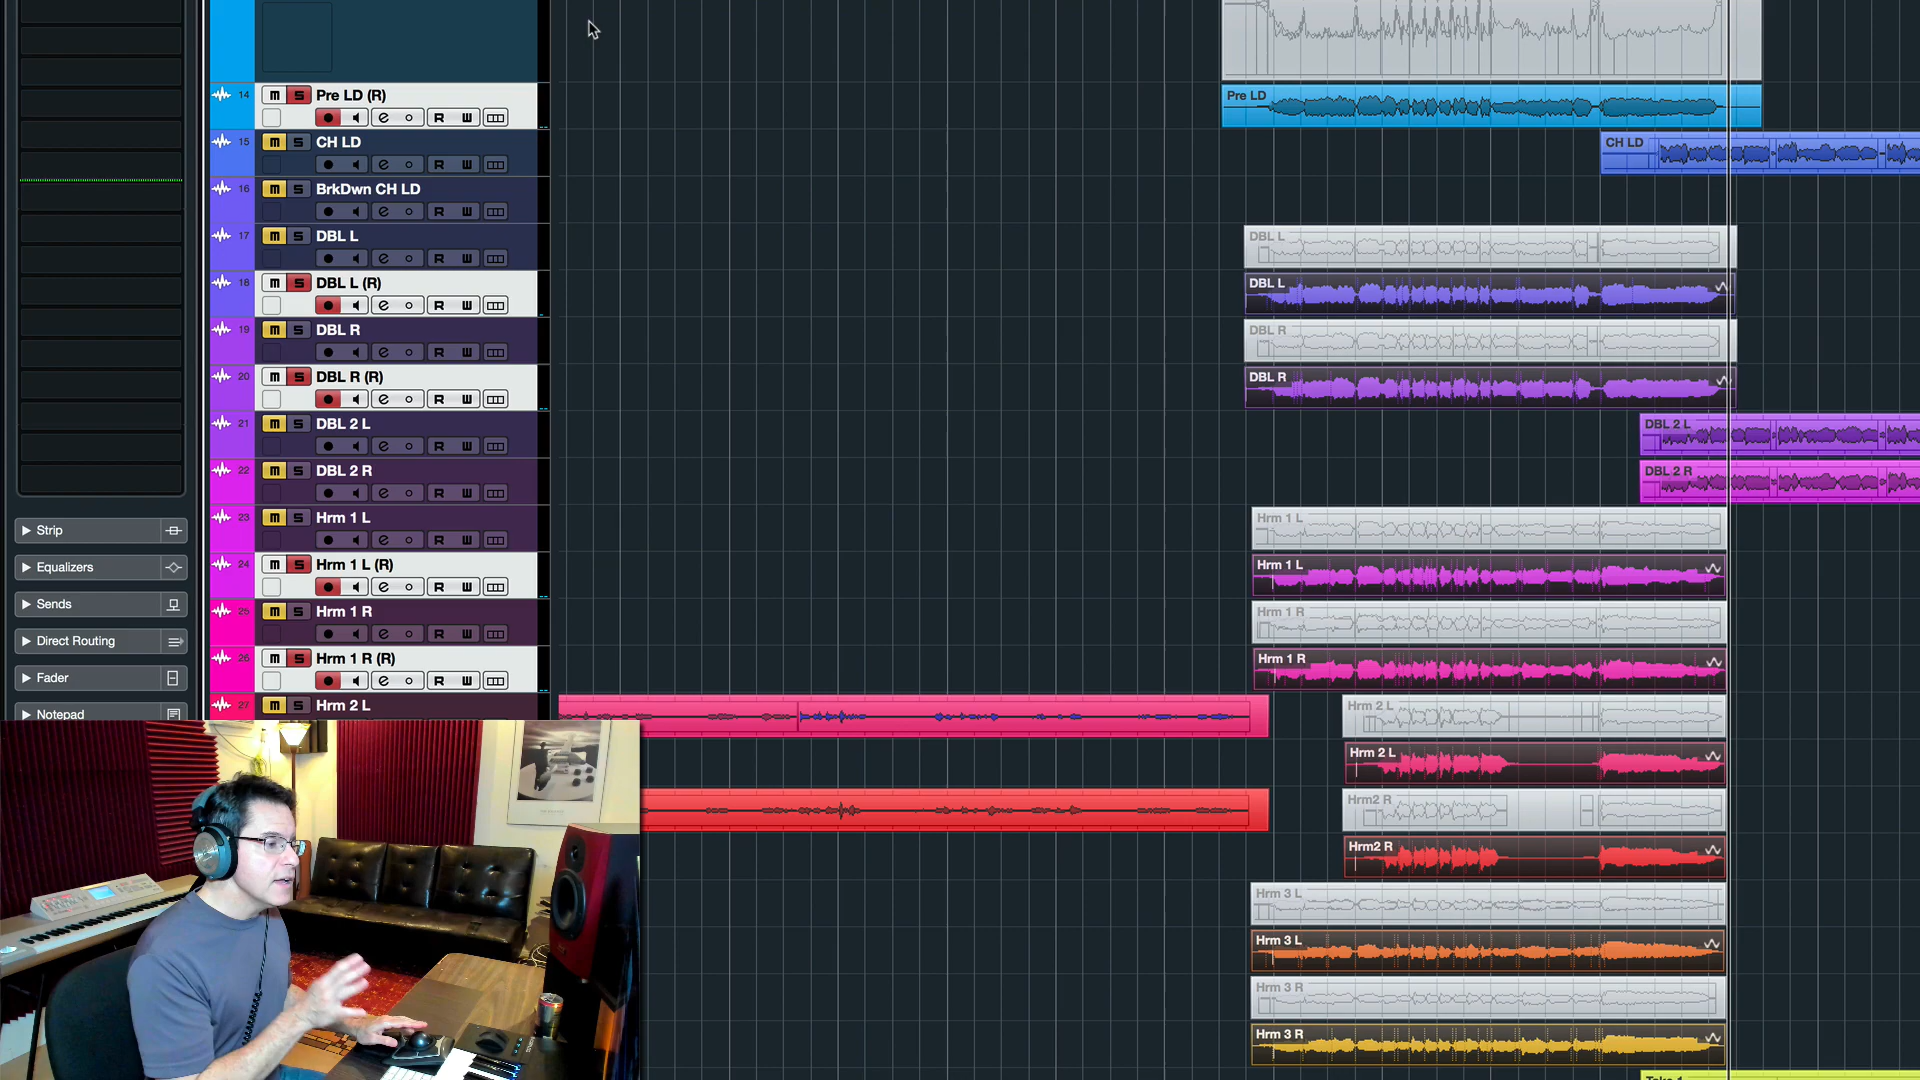 14 M S Pre LD (R)
R W
15 M S CH LD
R W
16 M S BrkDwn CH LD
R W
17 M S DBL L
R W
18 M S DBL L (R)
R W
19 M S DBL R
R W
20 M S DBL R (R)
R W
21 M S DBL 2 L
R W
22 M S DBL 2 R
R W
23 M S Hrm 1 L
R W
24 M S Hrm 1 L (R)
R W
25 M S Hrm 1 R
R W
26 M S Hrm 1 R (R)
R W
27 M S Hrm 2 L
Strip
Equalizers
Sends
Direct Routing
Fader
Notepad
Pre LD
CH LD
DBL L
DBL L
DBL R
DBL R
DBL 2 L
DBL 2 R
Hrm 1 L
Hrm 1 L
Hrm 1 R
Hrm 1 R
Hrm 2 L
Hrm 2 L
Hrm2 R
Hrm2 R
Hrm 3 L
Hrm 3 L
Hrm 3 R
Hrm 3 R